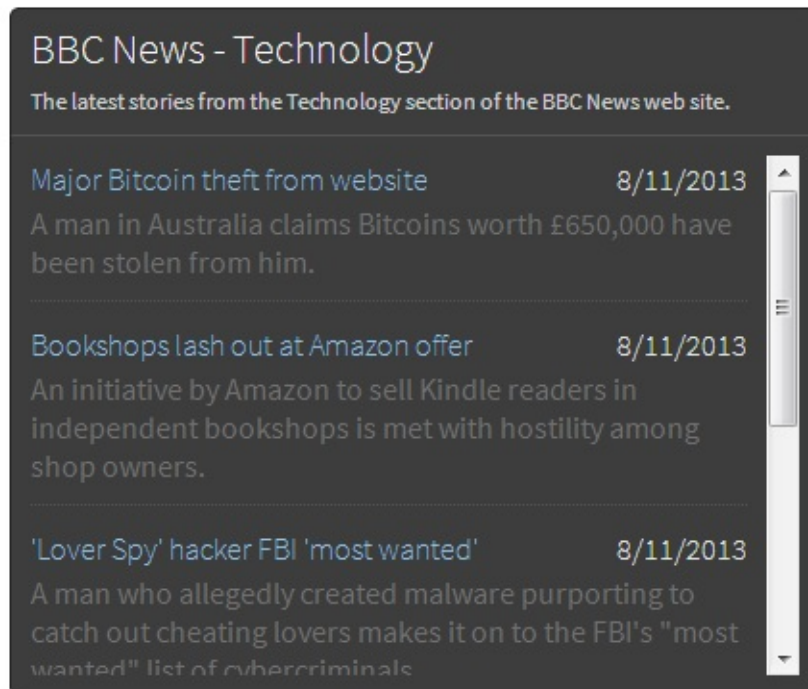 BBC News - Technology
The latest stories from the Technology section of the BBC News web site.
Major Bitcoin theft from website 8/11/2013
A man in Australia claims Bitcoins worth £650,000 have
been stolen from him.
Bookshops lash out at Amazon offer 8/11/2013
An initiative by Amazon to sell Kindle readers in
independent bookshops is met with hostility among
shop owners.
'Lover Spy' hacker FBI 'most wanted' 8/11/2013
A man who allegedly created malware purporting to
catch out cheating lovers makes it on to the FBI's "most
wanted" list of cybercriminals